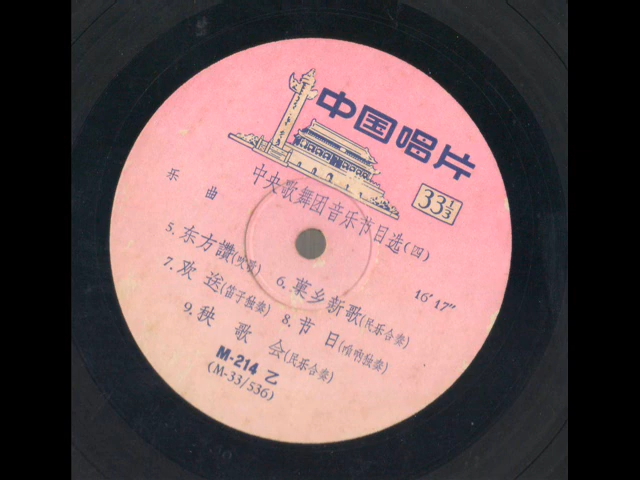 中国唱片
33⅓
中央歌舞团音乐节目选(四)
乐曲
16′17″
5. 东方讚(吹歌) 6. 菓乡新歌(民乐合奏)
7. 欢送(笛子独奏) 8. 节日(唢呐独奏)
9. 秧歌会(民乐合奏)
M-214 乙
(M-33/536)